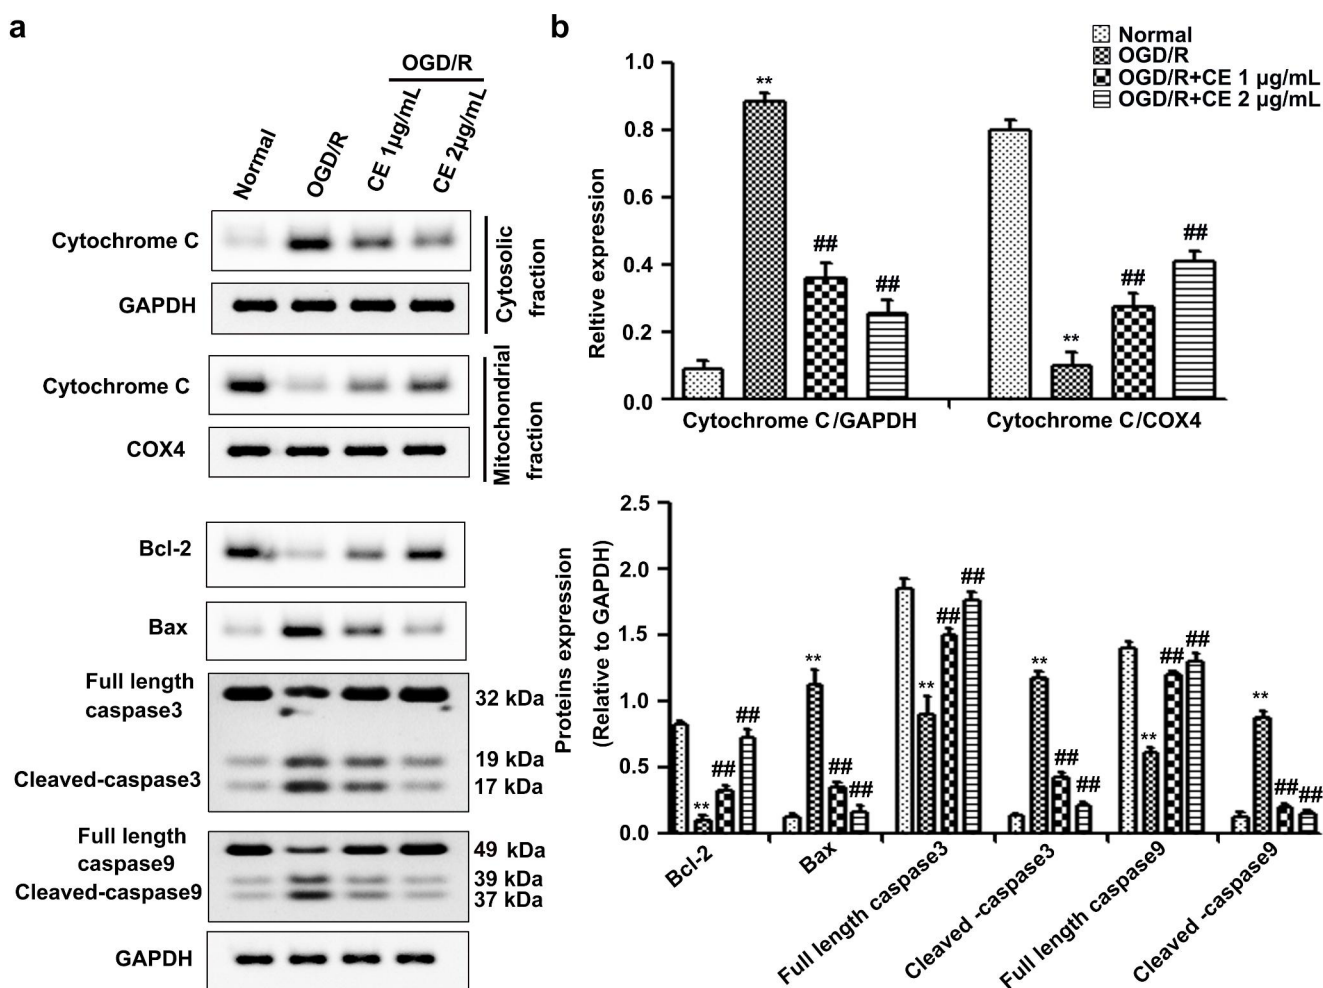 a
OGD/R
Normal
OGD/R
CE 1µg/mL
CE 2µg/mL
Cytochrome C
GAPDH
Cytosolic
fraction
Cytochrome C
COX4
Mitochondrial
fraction
Bcl-2
Bax
Full length
caspase3
32 kDa
19 kDa
Cleaved-caspase3
17 kDa
Full length
caspase9
49 kDa
39 kDa
Cleaved-caspase9
37 kDa
GAPDH
b
Normal
OGD/R
OGD/R+CE 1 µg/mL
OGD/R+CE 2 µg/mL
Reltive expression
1.0
0.8
0.6
0.4
0.2
0.0
**
##
##
**
##
##
Cytochrome C/GAPDH
Cytochrome C/COX4
Proteins expression
(Relative to GAPDH)
2.5
2.0
1.5
1.0
0.5
0.0
**
##
##
**
##
##
**
##
##
**
##
##
**
##
##
**
##
##
Bcl-2
Bax
Full length caspase3
Cleaved -caspase3
Full length caspase9
Cleaved -caspase9